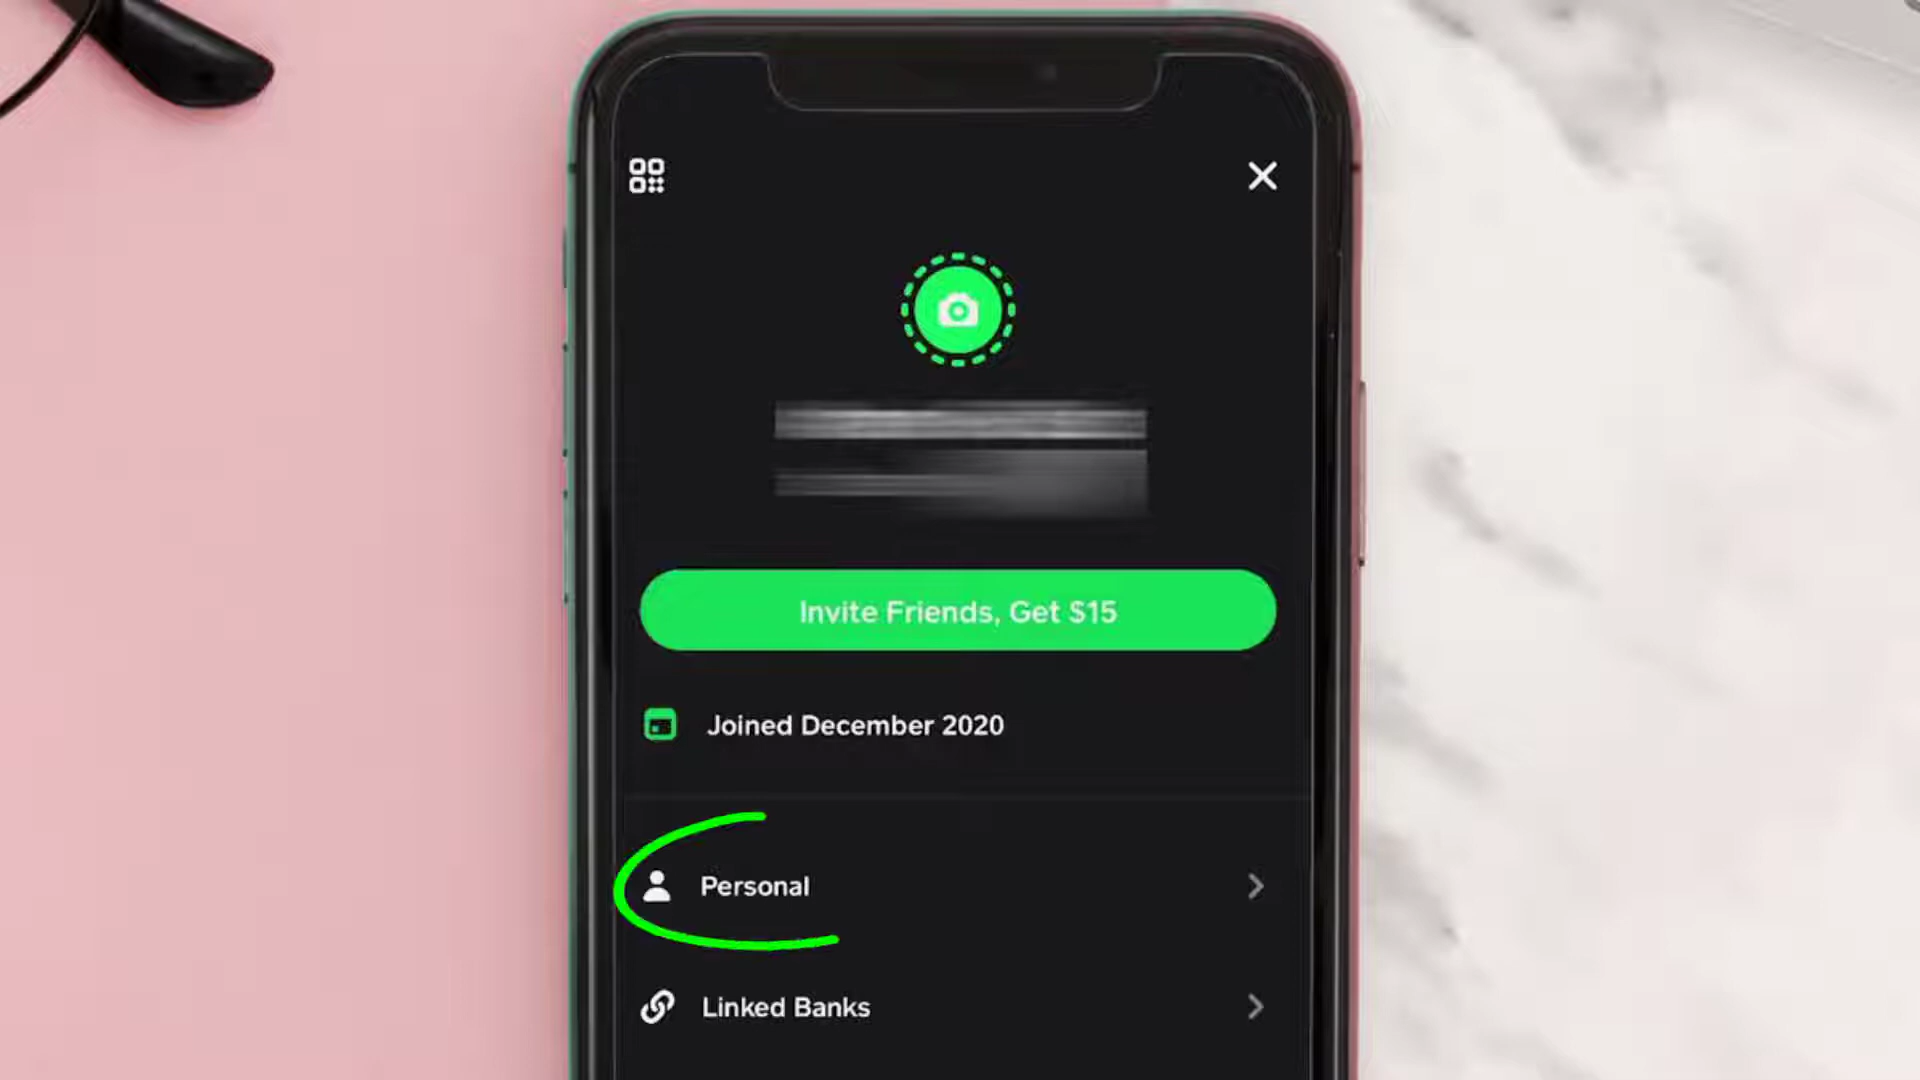 Invite Friends, Get $15
Joined December 2020
Personal
Linked Banks